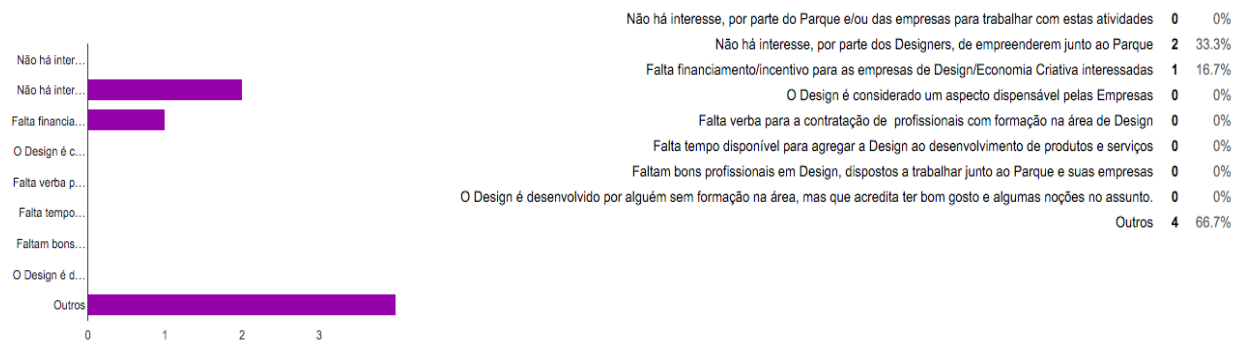 Não há inter...
Não há inter...
Falta financia...
O Design é c...
Falta verba p...
Falta tempo...
Faltam bons...
O Design é d...
Outros
0 1 2 3
Não há interesse, por parte do Parque e/ou das empresas para trabalhar com estas atividades 0 0%
Não há interesse, por parte dos Designers, de empreenderem junto ao Parque 2 33.3%
Falta financiamento/incentivo para as empresas de Design/Economia Criativa interessadas 1 16.7%
O Design é considerado um aspecto dispensável pelas Empresas 0 0%
Falta verba para a contratação de profissionais com formação na área de Design 0 0%
Falta tempo disponível para agregar a Design ao desenvolvimento de produtos e serviços 0 0%
Faltam bons profissionais em Design, dispostos a trabalhar junto ao Parque e suas empresas 0 0%
O Design é desenvolvido por alguém sem formação na área, mas que acredita ter bom gosto e algumas noções no assunto. 0 0%
Outros 4 66.7%